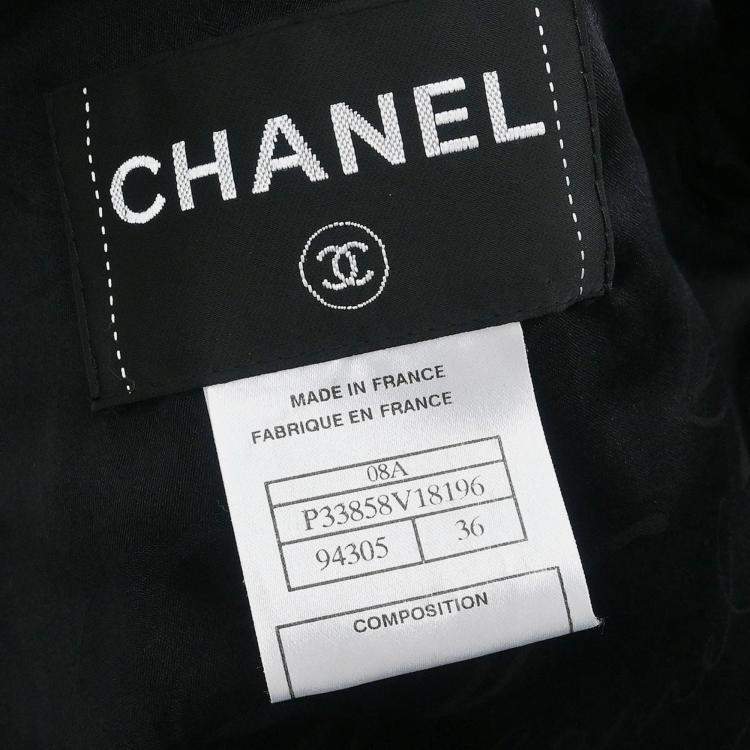 CHANEL
MADE IN FRANCE
FABRIQUE EN FRANCE
08A
P33858V18196
94305 36
COMPOSITION